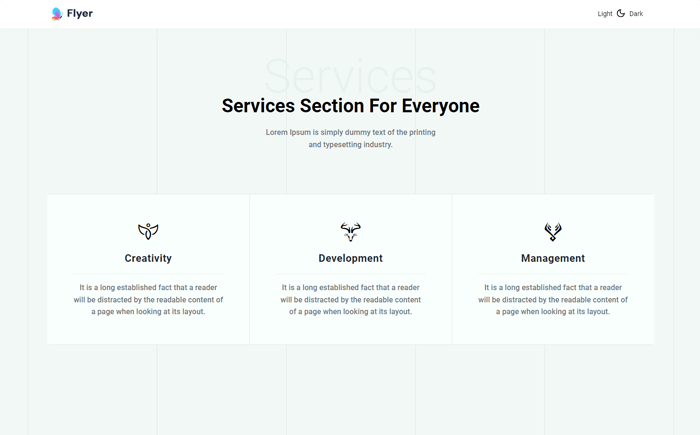 Flyer
Light Dark
Services
Services Section For Everyone
Lorem Ipsum is simply dummy text of the printing
and typesetting industry.
Creativity
It is a long established fact that a reader
will be distracted by the readable content of
a page when looking at its layout.
Development
It is a long established fact that a reader
will be distracted by the readable content
of a page when looking at its layout.
Management
It is a long established fact that a reader
will be distracted by the readable content of
a page when looking at its layout.